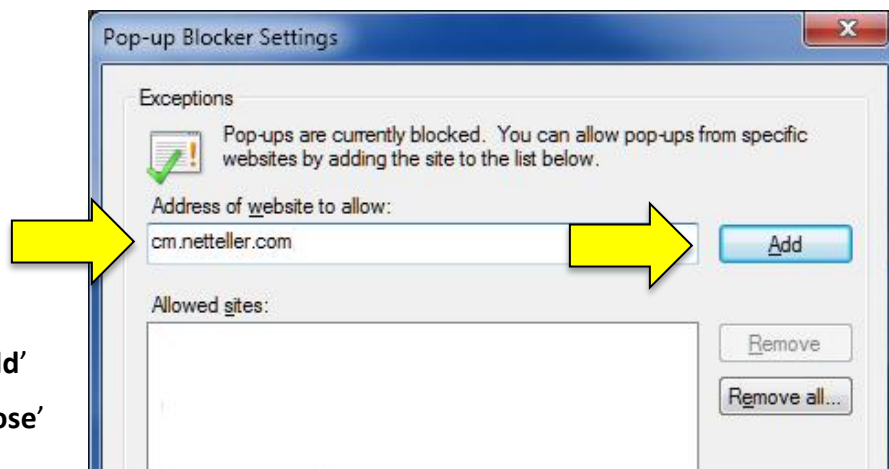 Pop-up Blocker Settings
Exceptions
Pop-ups are currently blocked. You can allow pop-ups from specific
websites by adding the site to the list below.
Address of website to allow:
cm.netteller.com
Add
Allowed sites:
Remove
Remove all...